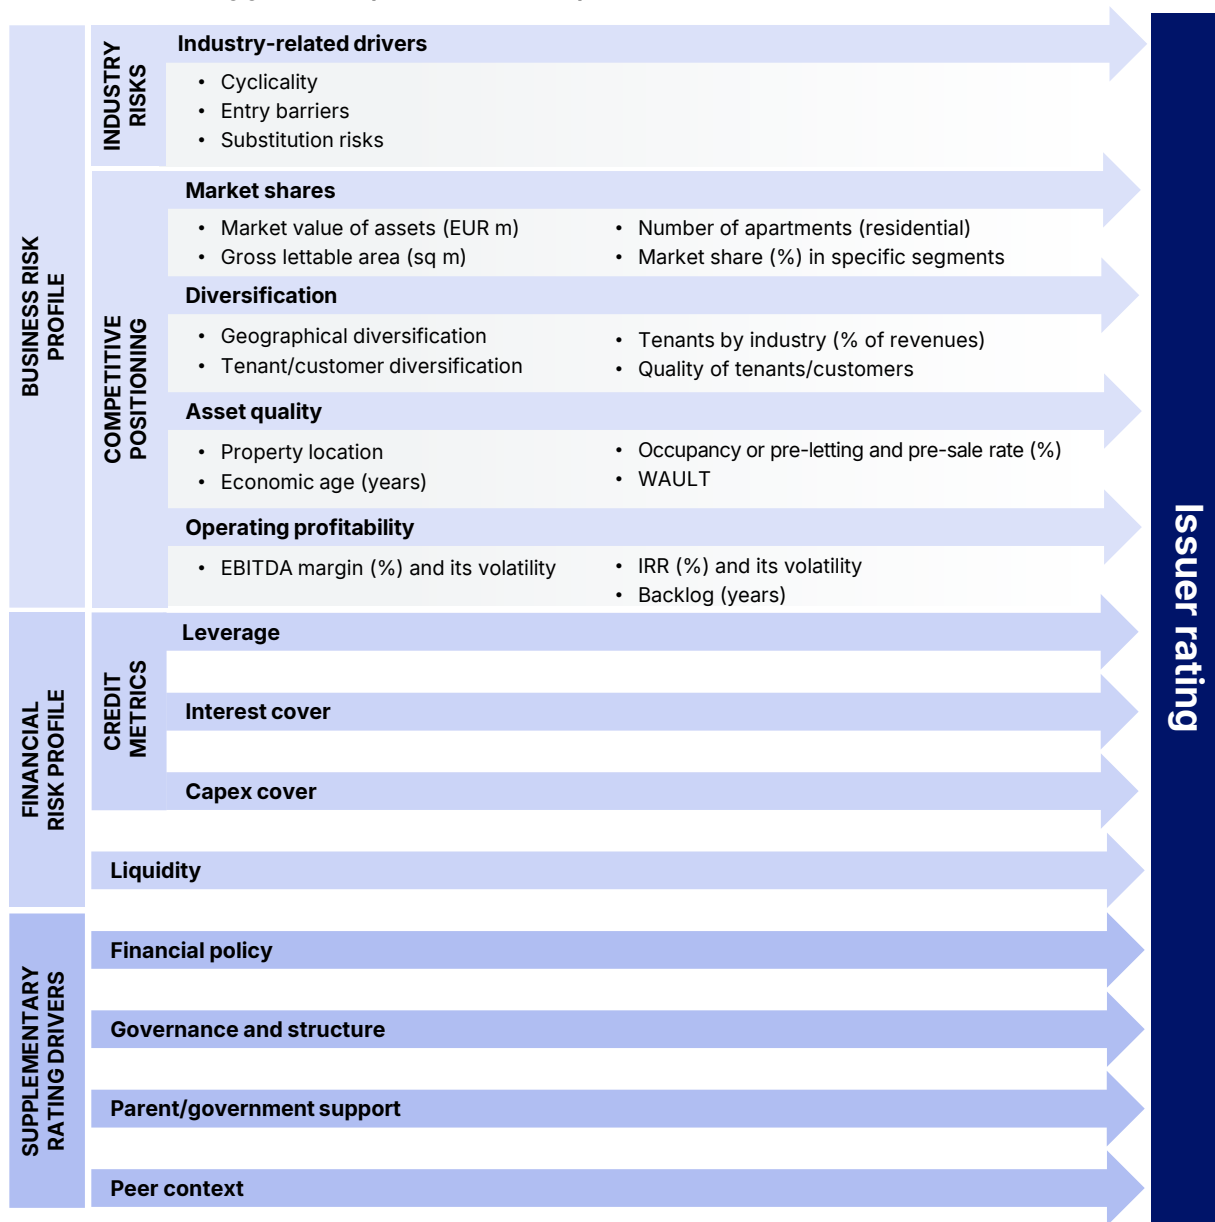 BUSINESS RISK
PROFILE
INDUSTRY
RISKS
Industry-related drivers
• Cyclicality
• Entry barriers
• Substitution risks
COMPETITIVE
POSITIONING
Market shares
• Market value of assets (EUR m)
• Gross lettable area (sq m)
• Number of apartments (residential)
• Market share (%) in specific segments
Diversification
• Geographical diversification
• Tenant/customer diversification
• Tenants by industry (% of revenues)
• Quality of tenants/customers
Asset quality
• Property location
• Economic age (years)
• Occupancy or pre-letting and pre-sale rate (%)
• WAULT
Operating profitability
• EBITDA margin (%) and its volatility
• IRR (%) and its volatility
• Backlog (years)
FINANCIAL
RISK PROFILE
CREDIT
METRICS
Leverage
Interest cover
Capex cover
Liquidity
SUPPLEMENTARY
RATING DRIVERS
Financial policy
Governance and structure
Parent/government support
Peer context
Issuer rating